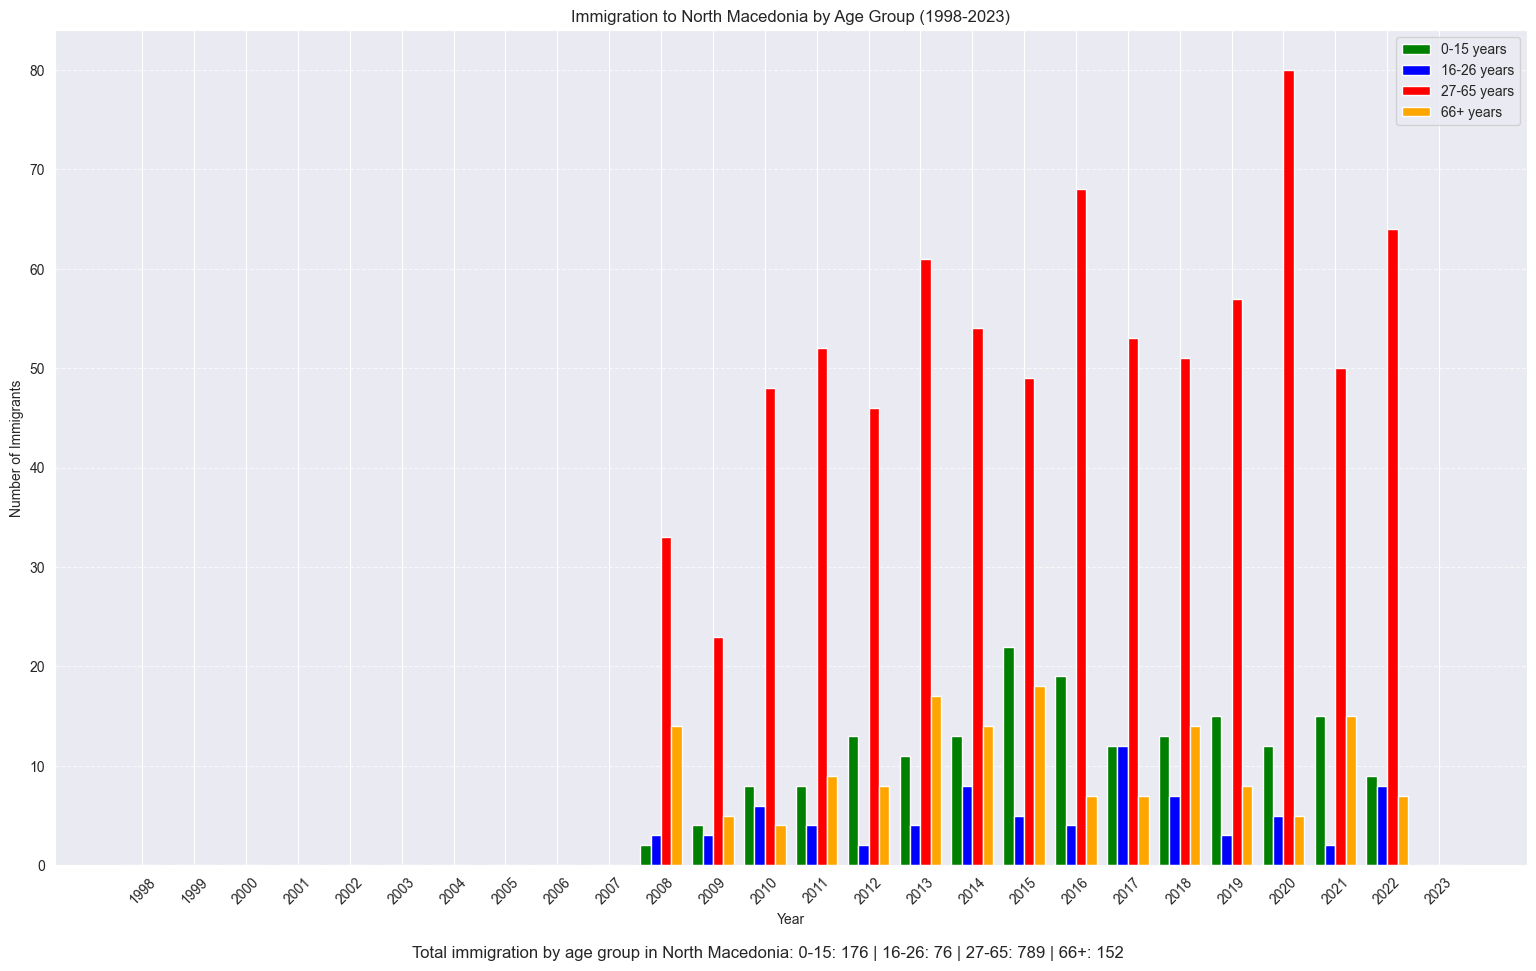 Immigration to North Macedonia by Age Group (1998-2023)
0-15 years
16-26 years
27-65 years
66+ years
Number of Immigrants
80
70
60
50
40
30
20
10
0
1998 1999 2000 2001 2002 2003 2004 2005 2006 2007 2008 2009 2010 2011 2012 2013 2014 2015 2016 2017 2018 2019 2020 2021 2022 2023
Year
Total immigration by age group in North Macedonia: 0-15: 176 | 16-26: 76 | 27-65: 789 | 66+: 152